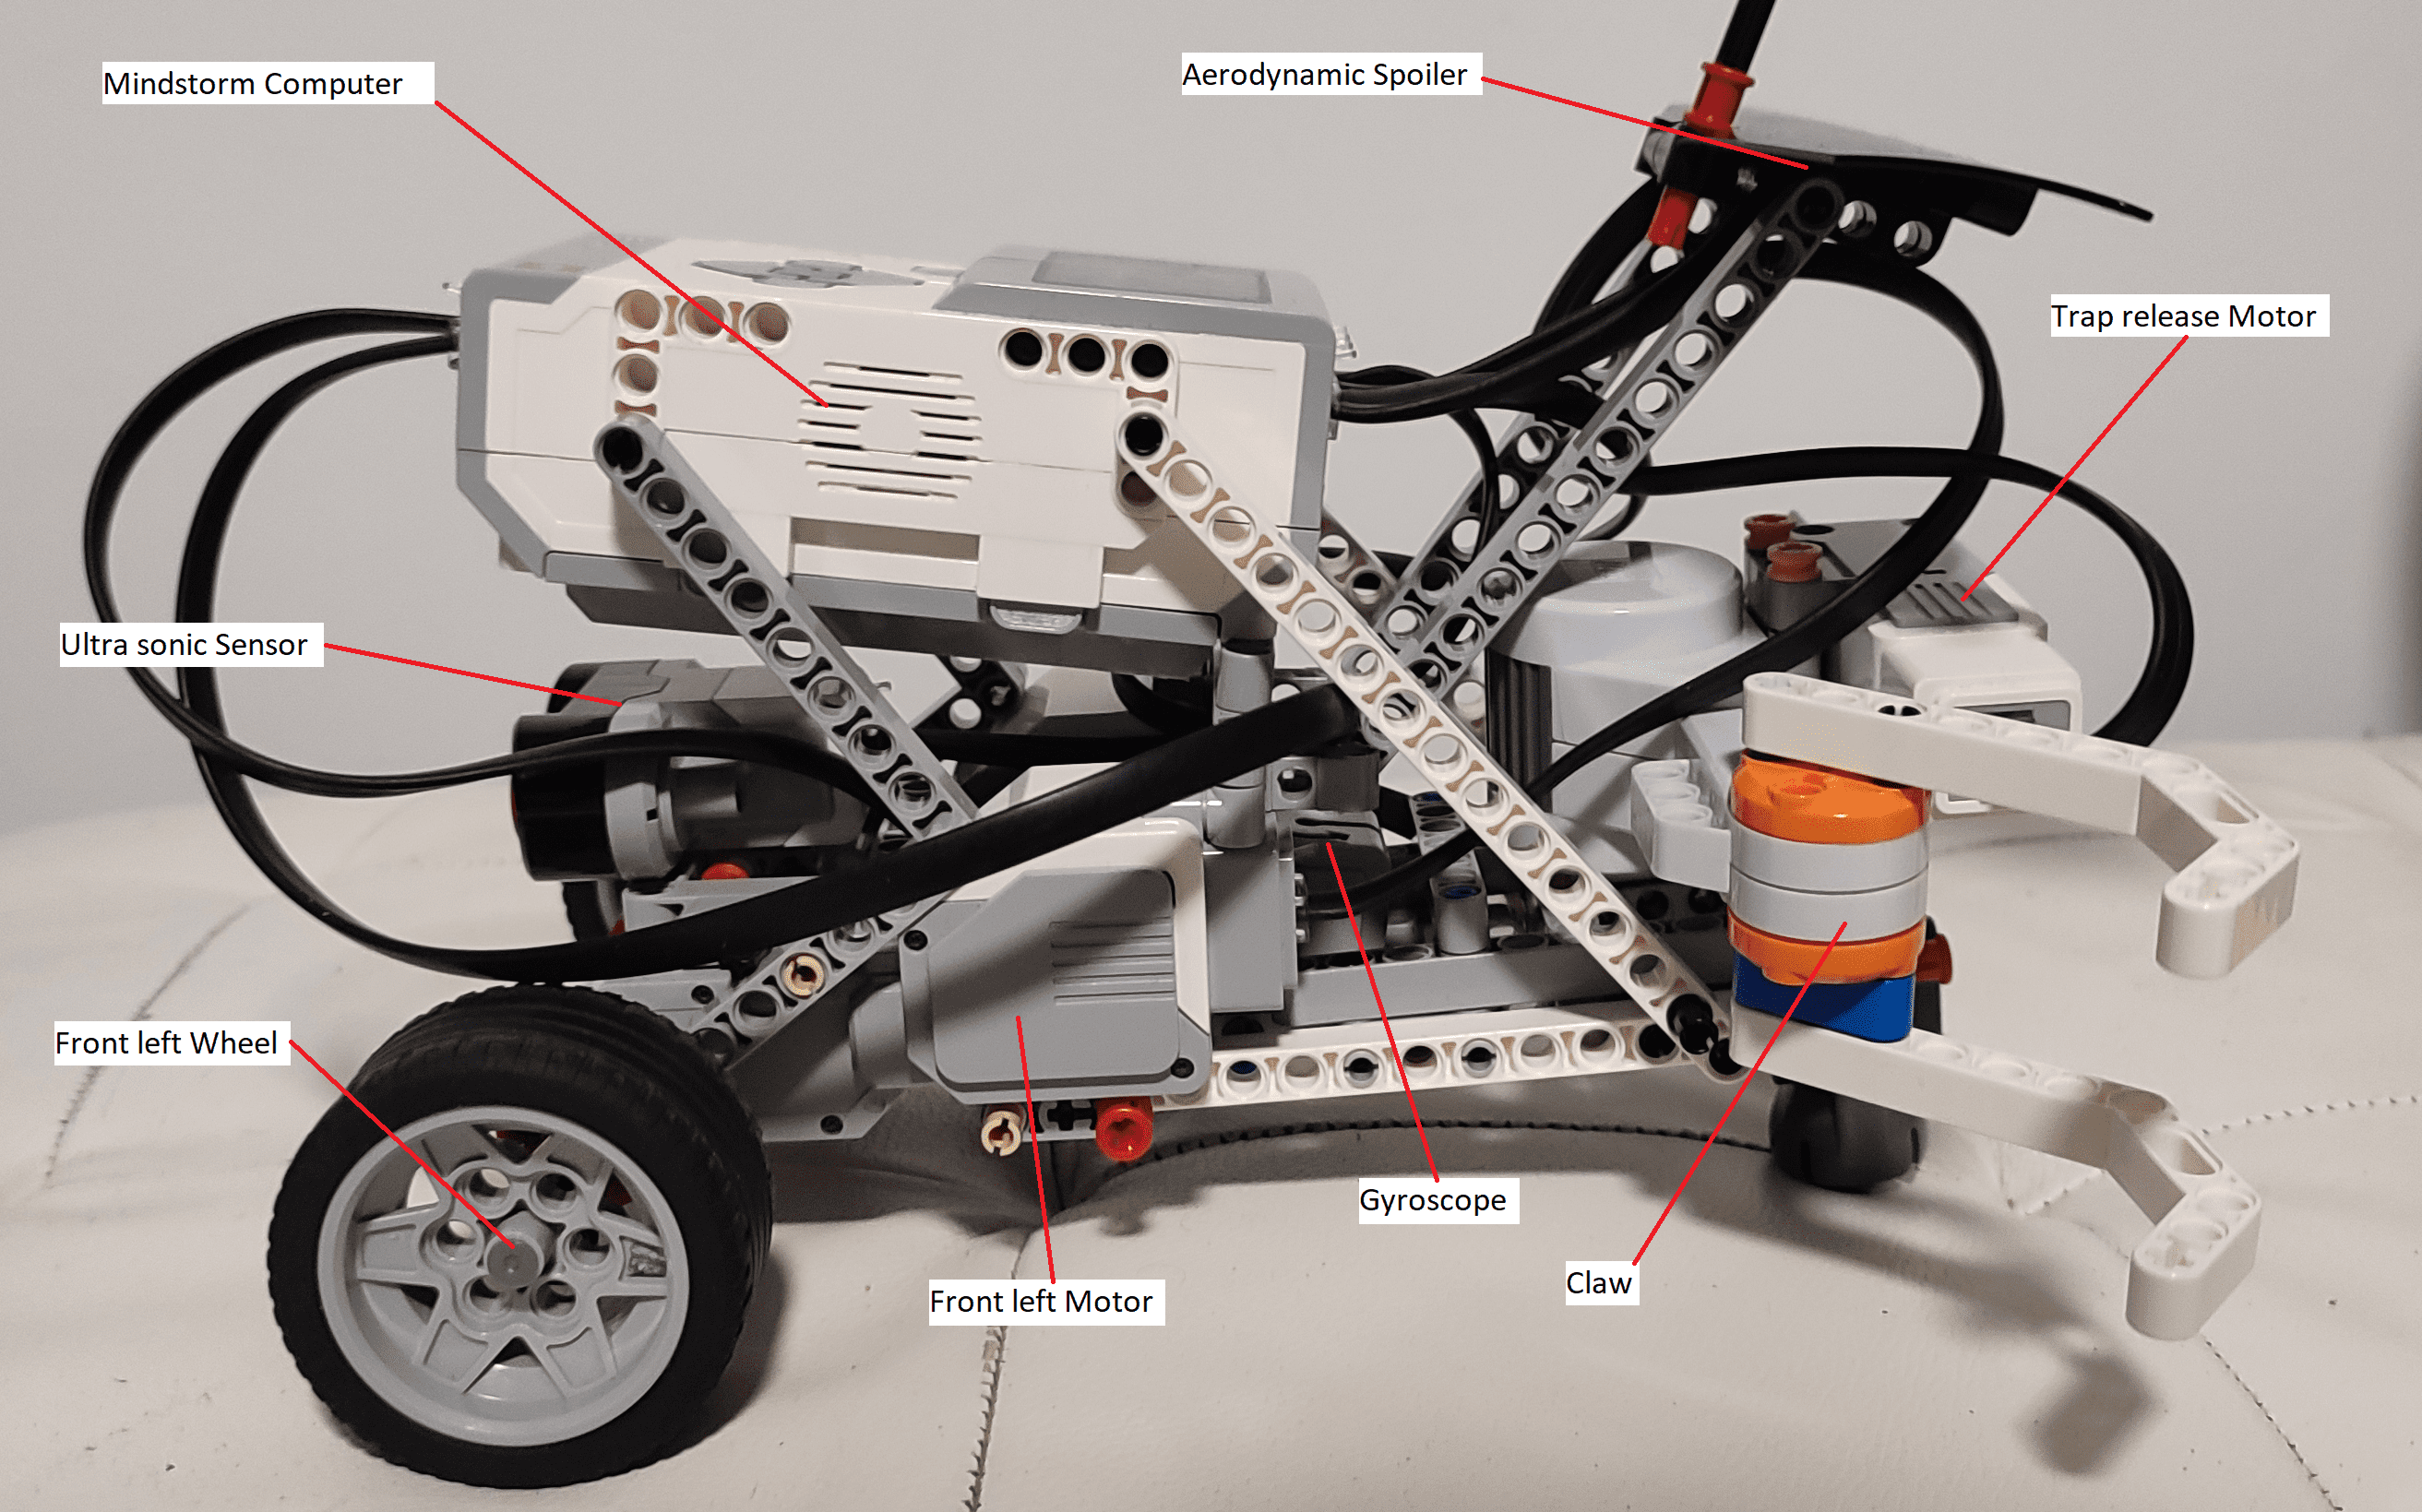 Aerodynamic Spoiler
Mindstorm Computer
Trap release Motor
Ultra sonic Sensor
Front left Wheel
Gyroscope
Claw
Front left Motor